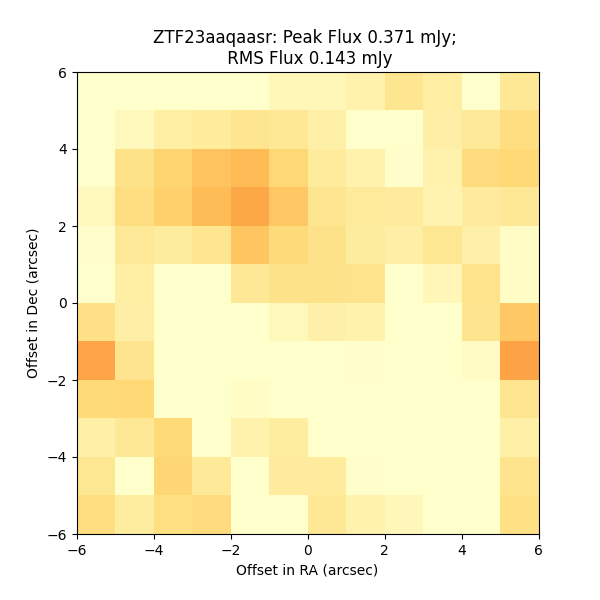 ZTF23aaqaasr: Peak Flux 0.371 mJy;
RMS Flux 0.143 mJy
6
4
2
0
−2
−4
−6
Offset in Dec (arcsec)
−6 −4 −2 0 2 4 6
Offset in RA (arcsec)